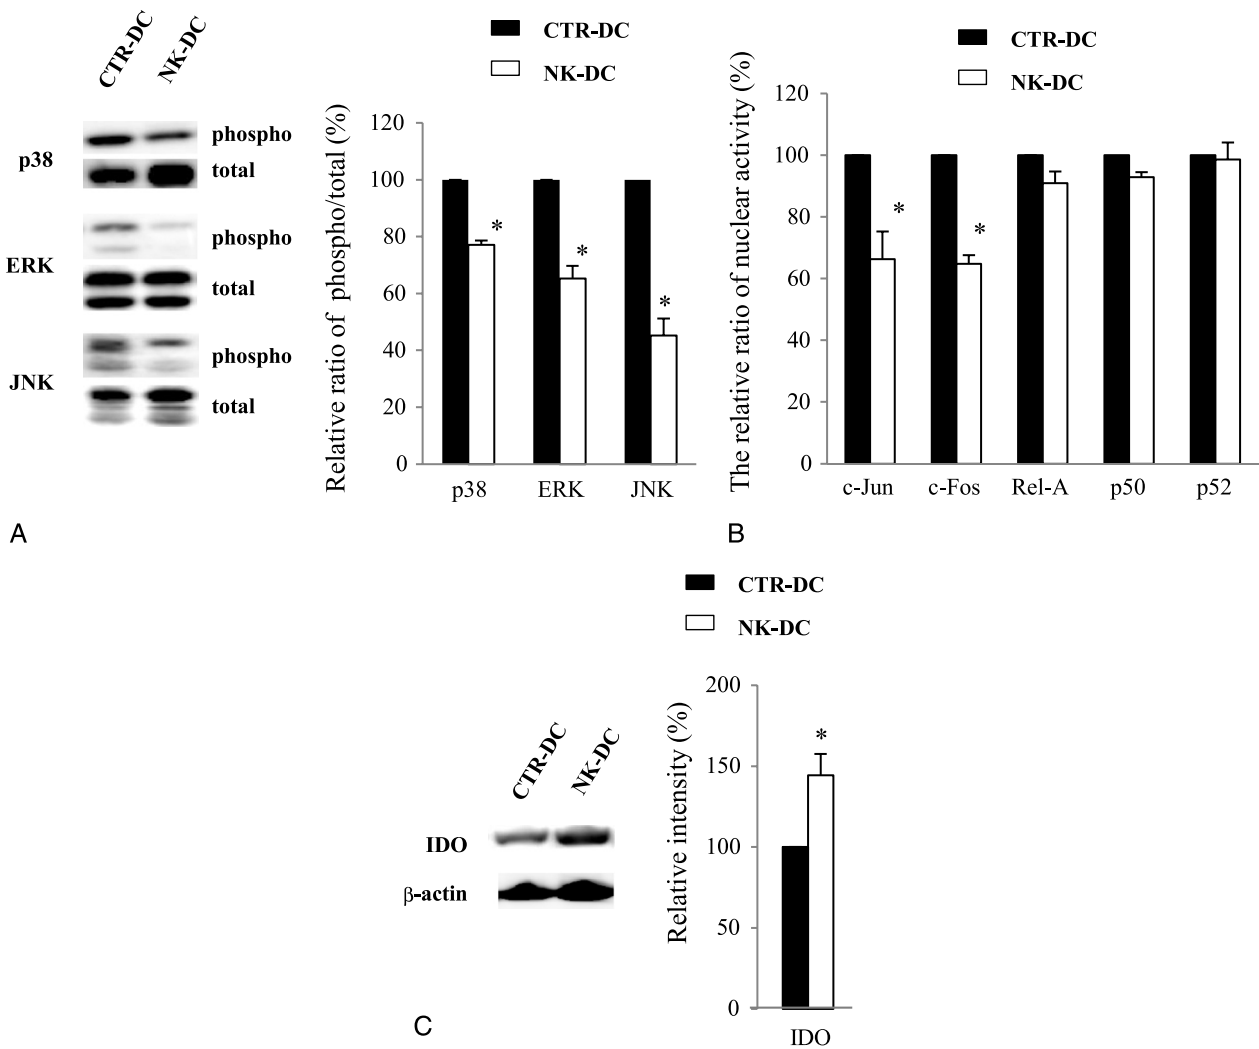 CTR-DC
NK-DC
p38
phospho
total
ERK
phospho
total
JNK
phospho
total
CTR-DC
NK-DC
Relative ratio of phospho/total (%)
120
100
80
60
40
20
0
p38 ERK JNK
A
CTR-DC
NK-DC
The relative ratio of nuclear activity (%)
120
100
80
60
40
20
0
* *
* * *
c-Jun c-Fos Rel-A p50 p52
B
CTR-DC
NK-DC
CTR-DC
NK-DC
IDO
β-actin
Relative intensity (%)
200
150
100
50
0
*
IDO
C